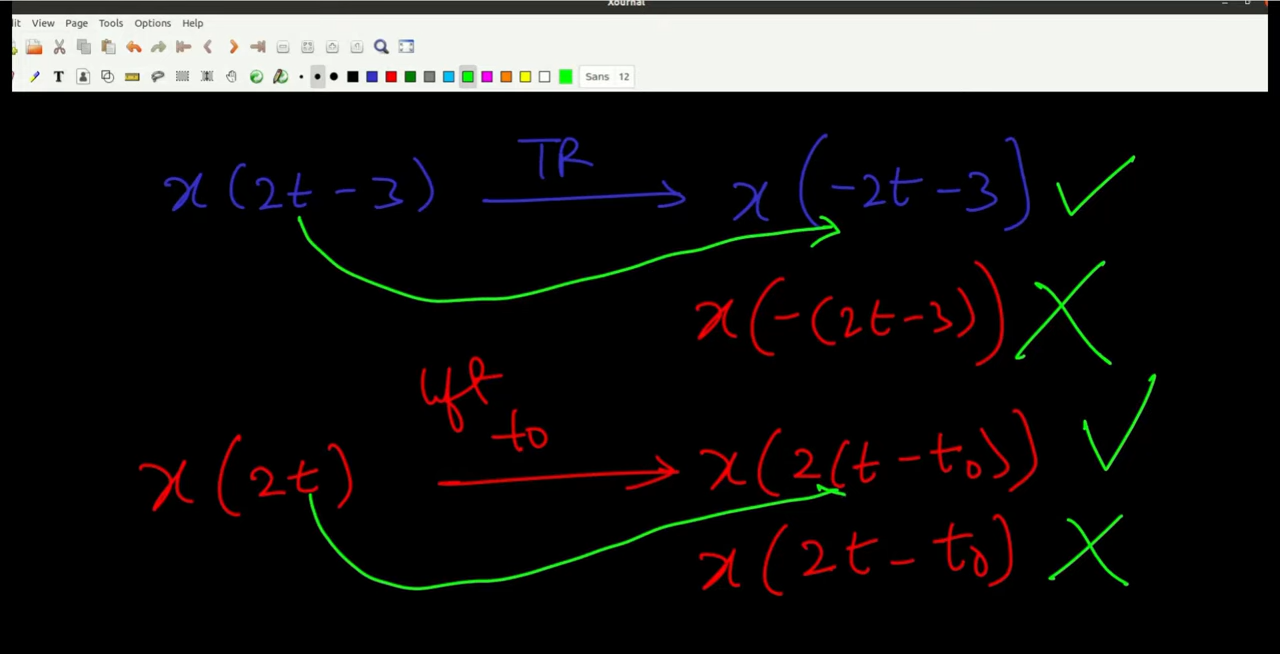 Xournal
it View Page Tools Options Help
Sans 12
x(2t-3) TR x(-2t-3)
x(-(2t-3))
t0
x(2t) x(2(t-t0))
x(2t-t0)